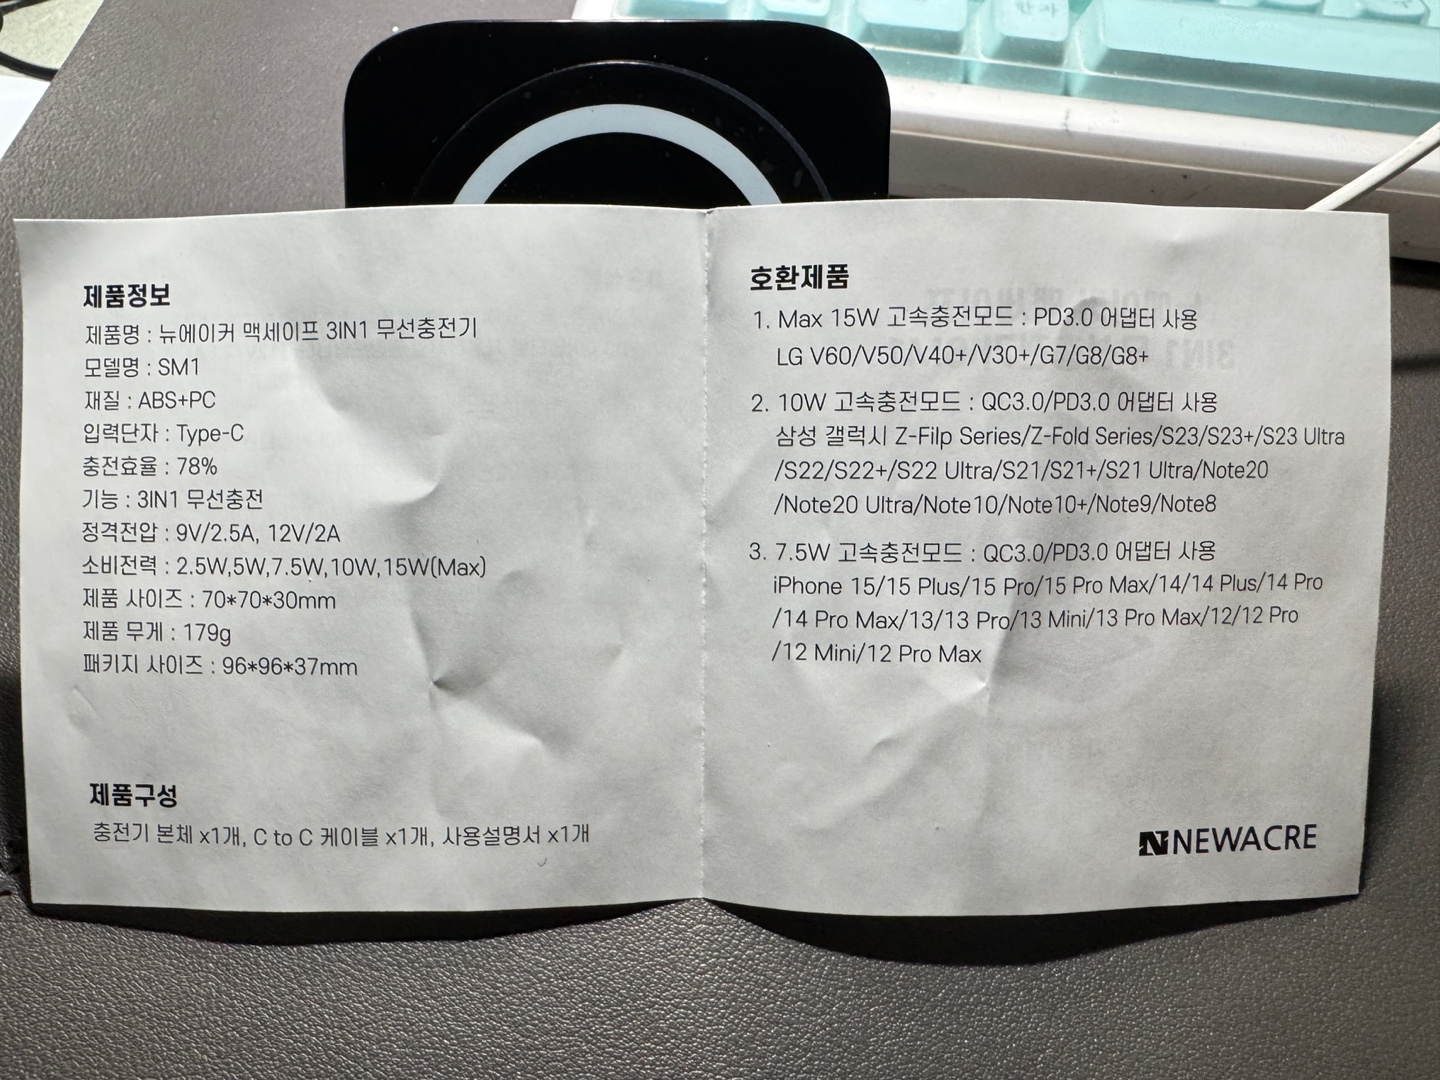 제품정보
제품명 : 뉴에이커 맥세이프 3IN1 무선충전기
모델명 : SM1
재질 : ABS+PC
입력단자 : Type-C
충전효율 : 78%
기능 : 3IN1 무선충전
정격전압 : 9V/2.5A, 12V/2A
소비전력 : 2.5W,5W,7.5W,10W,15W(Max)
제품 사이즈 : 70*70*30mm
제품 무게 : 179g
패키지 사이즈 : 96*96*37mm
제품구성
충전기 본체 x1개, C to C 케이블 x1개, 사용설명서 x1개
호환제품
1. Max 15W 고속충전모드 : PD3.0 어댑터 사용
LG V60/V50/V40+/V30+/G7/G8/G8+
2. 10W 고속충전모드 : QC3.0/PD3.0 어댑터 사용
삼성 갤럭시 Z-Filp Series/Z-Fold Series/S23/S23+/S23 Ultra
/S22/S22+/S22 Ultra/S21/S21+/S21 Ultra/Note20
/Note20 Ultra/Note10/Note10+/Note9/Note8
3. 7.5W 고속충전모드 : QC3.0/PD3.0 어댑터 사용
iPhone 15/15 Plus/15 Pro/15 Pro Max/14/14 Plus/14 Pro
/14 Pro Max/13/13 Pro/13 Mini/13 Pro Max/12/12 Pro
/12 Mini/12 Pro Max
NEWACRE
한자